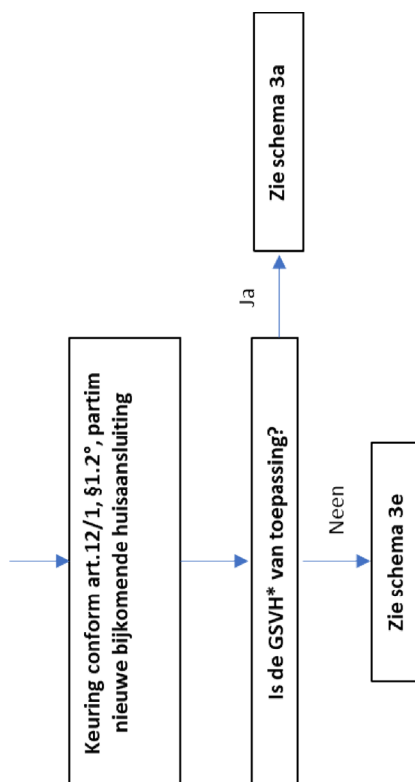 Keuring conform art.12/1, §1.2°, partim
nieuwe bijkomende huisaansluiting
Is de GSVH* van toepassing?
Ja
Zie schema 3a
Neen
Zie schema 3e